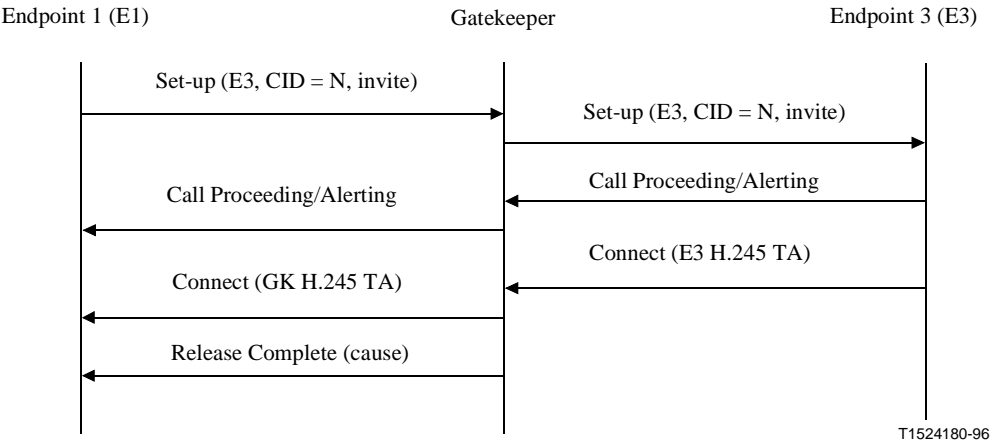 Endpoint 1 (E1)
Gatekeeper
Endpoint 3 (E3)
Set-up (E3, CID = N, invite)
Set-up (E3, CID = N, invite)
Call Proceeding/Alerting
Call Proceeding/Alerting
Connect (E3 H.245 TA)
Connect (GK H.245 TA)
Release Complete (cause)
T1524180-96